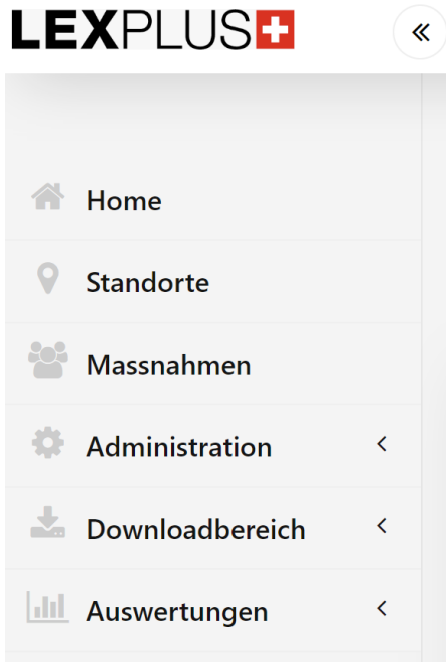 LEXPLUS
Home
Standorte
Massnahmen
Administration
Downloadbereich
Auswertungen